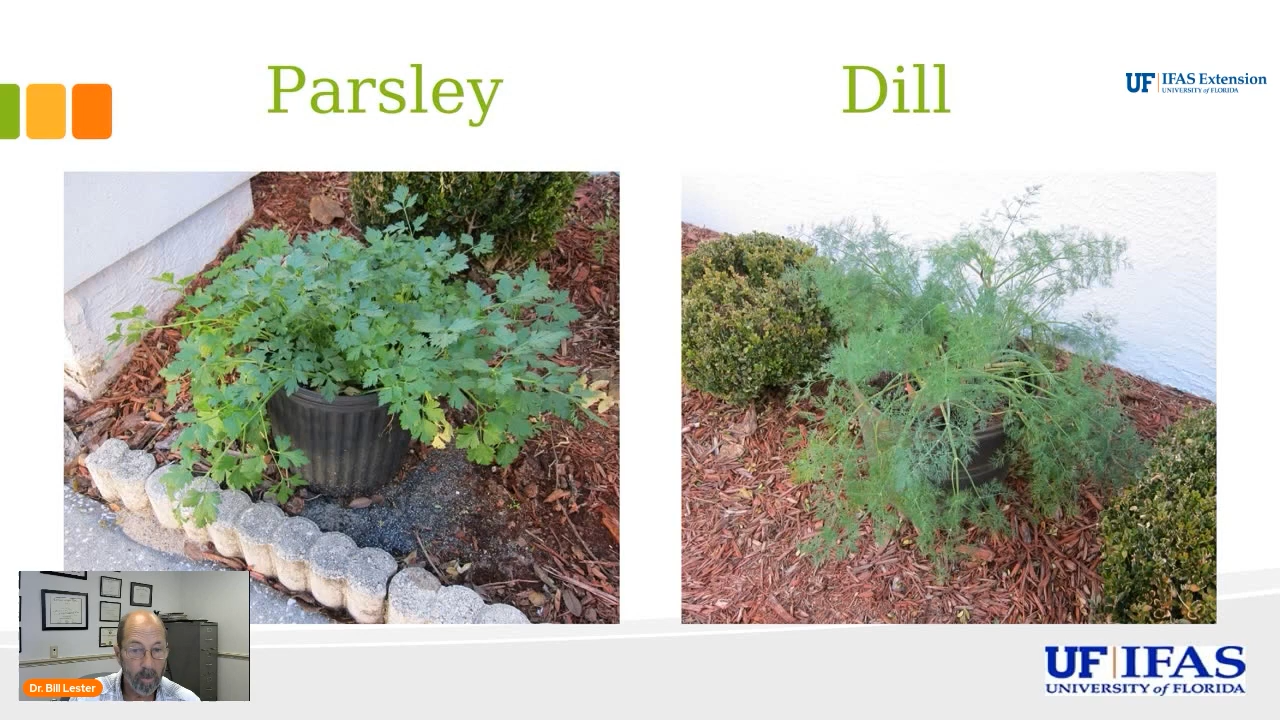 Parsley
Dill
UF IFAS Extension
UNIVERSITY of FLORIDA
Dr. Bill Lester
UF IFAS
UNIVERSITY of FLORIDA